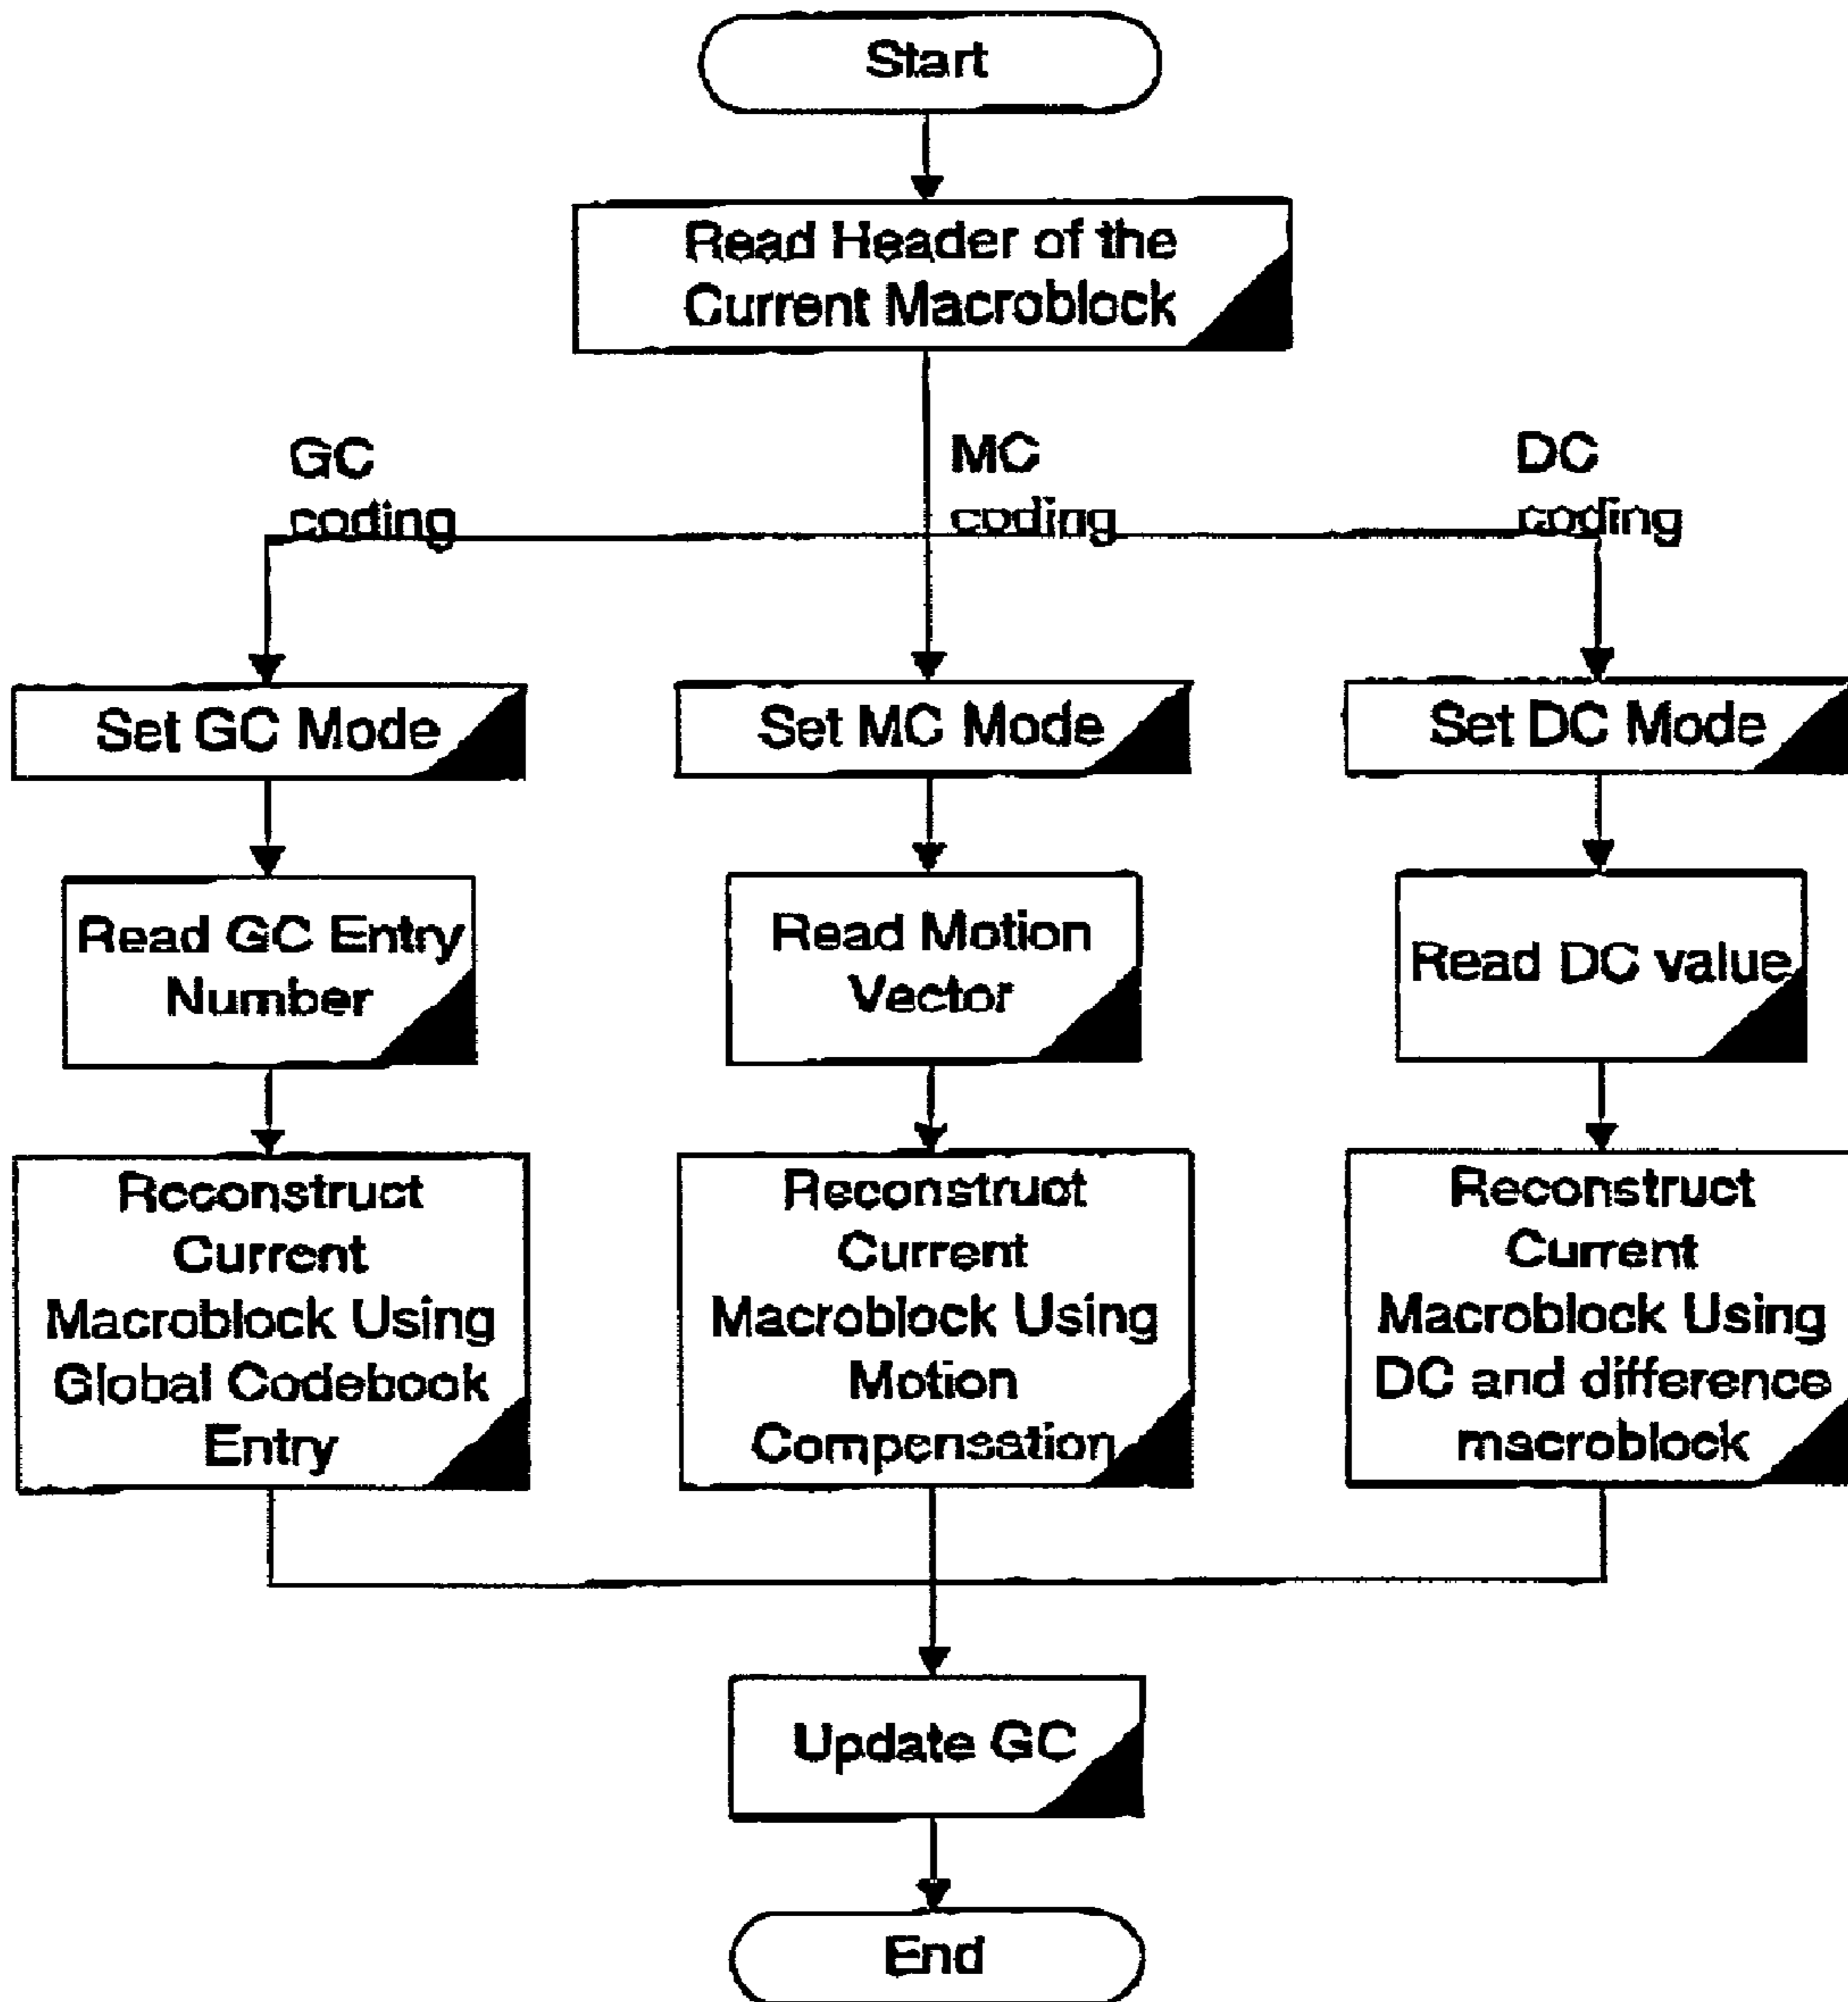 Start
Read Header of the
Current Macroblock
GC
coding
MC
coding
DC
coding
Set GC Mode
Set MC Mode
Set DC Mode
Read GC Entry
Number
Read Motion
Vector
Read DC value
Reconstruct
Current
Macroblock Using
Global Codebook
Entry
Reconstruct
Current
Macroblock Using
Motion
Compensation
Reconstruct
Current
Macroblock Using
DC and difference
macroblock
Update GC
End